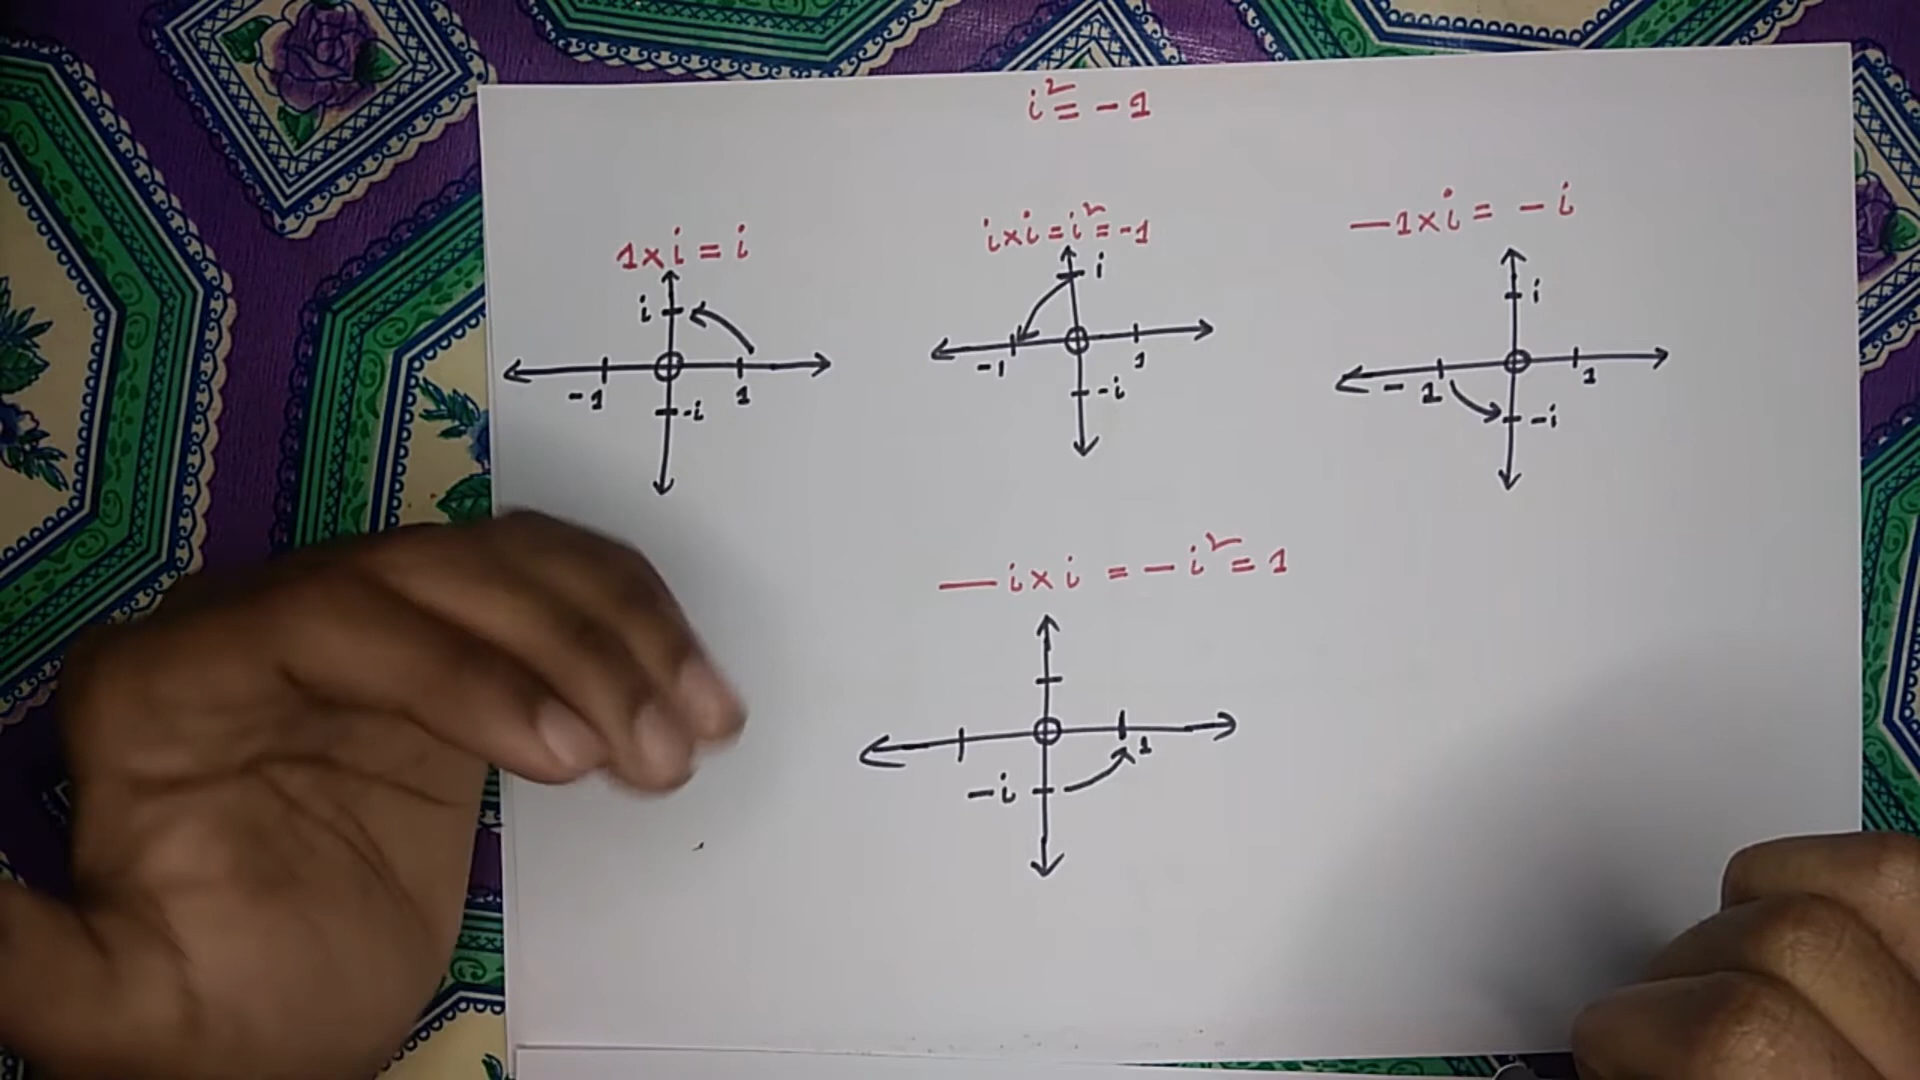 i² = -1
1×i = i
i×i = i² = -1
-1×i = -i
i
-1
1
-i
i
-1
1
-i
i
-1
1
-i
-i×i = -i² = 1
1
-i